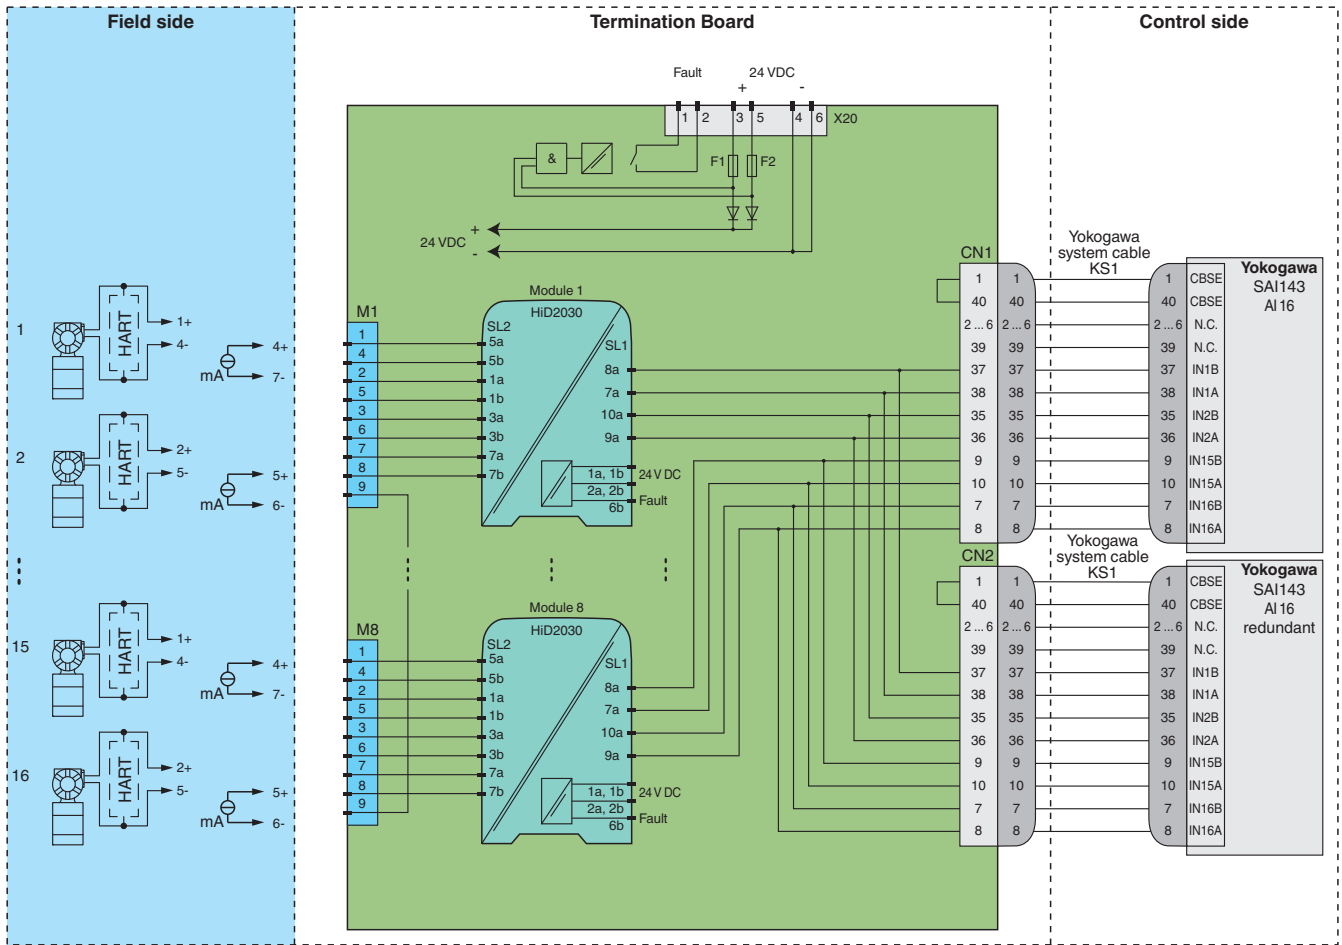 Field side
Termination Board
Control side
Fault 24 VDC
+ -
1 2 3 5 4 6 X20
& F1 F2
+
24 VDC
-
1
HART
1+
4-
mA
4+
7-
2
HART
2+
5-
mA
5+
6-
15
HART
1+
4-
mA
4+
7-
16
HART
2+
5-
mA
5+
6-
M1
1
4
2
5
3
6
7
8
9
Module 1
HiD2030
SL2
5a
5b
1a
1b
3a
3b
7a
7b
SL1
8a
7a
10a
9a
24 V DC
1a, 1b
2a, 2b
Fault
6b
M8
1
4
2
5
3
6
7
8
9
Module 8
HiD2030
SL2
5a
5b
1a
1b
3a
3b
7a
7b
SL1
8a
7a
10a
9a
24 V DC
1a, 1b
2a, 2b
Fault
6b
CN1
Yokogawa
system cable
KS1
Yokogawa
SAI143
AI 16
1 1 1 CBSE
40 40 40 CBSE
2 ... 6 2 ... 6 2 ... 6 N.C.
39 39 39 N.C.
37 37 37 IN1B
38 38 38 IN1A
35 35 35 IN2B
36 36 36 IN2A
9 9 9 IN15B
10 10 10 IN15A
7 7 7 IN16B
8 8 8 IN16A
CN2
Yokogawa
system cable
KS1
Yokogawa
SAI143
AI 16
redundant
1 1 1 CBSE
40 40 40 CBSE
2 ... 6 2 ... 6 2 ... 6 N.C.
39 39 39 N.C.
37 37 37 IN1B
38 38 38 IN1A
35 35 35 IN2B
36 36 36 IN2A
9 9 9 IN15B
10 10 10 IN15A
7 7 7 IN16B
8 8 8 IN16A